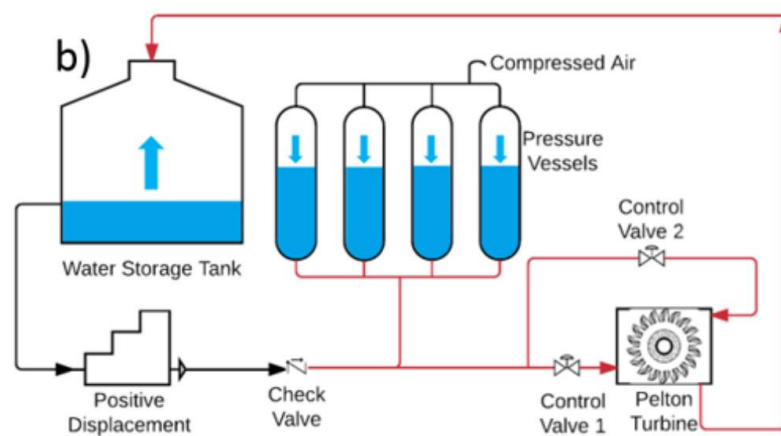 b)
Compressed Air
Pressure
Vessels
Water Storage Tank
Control
Valve 2
Positive
Displacement
Check
Valve
Control
Valve 1
Pelton
Turbine